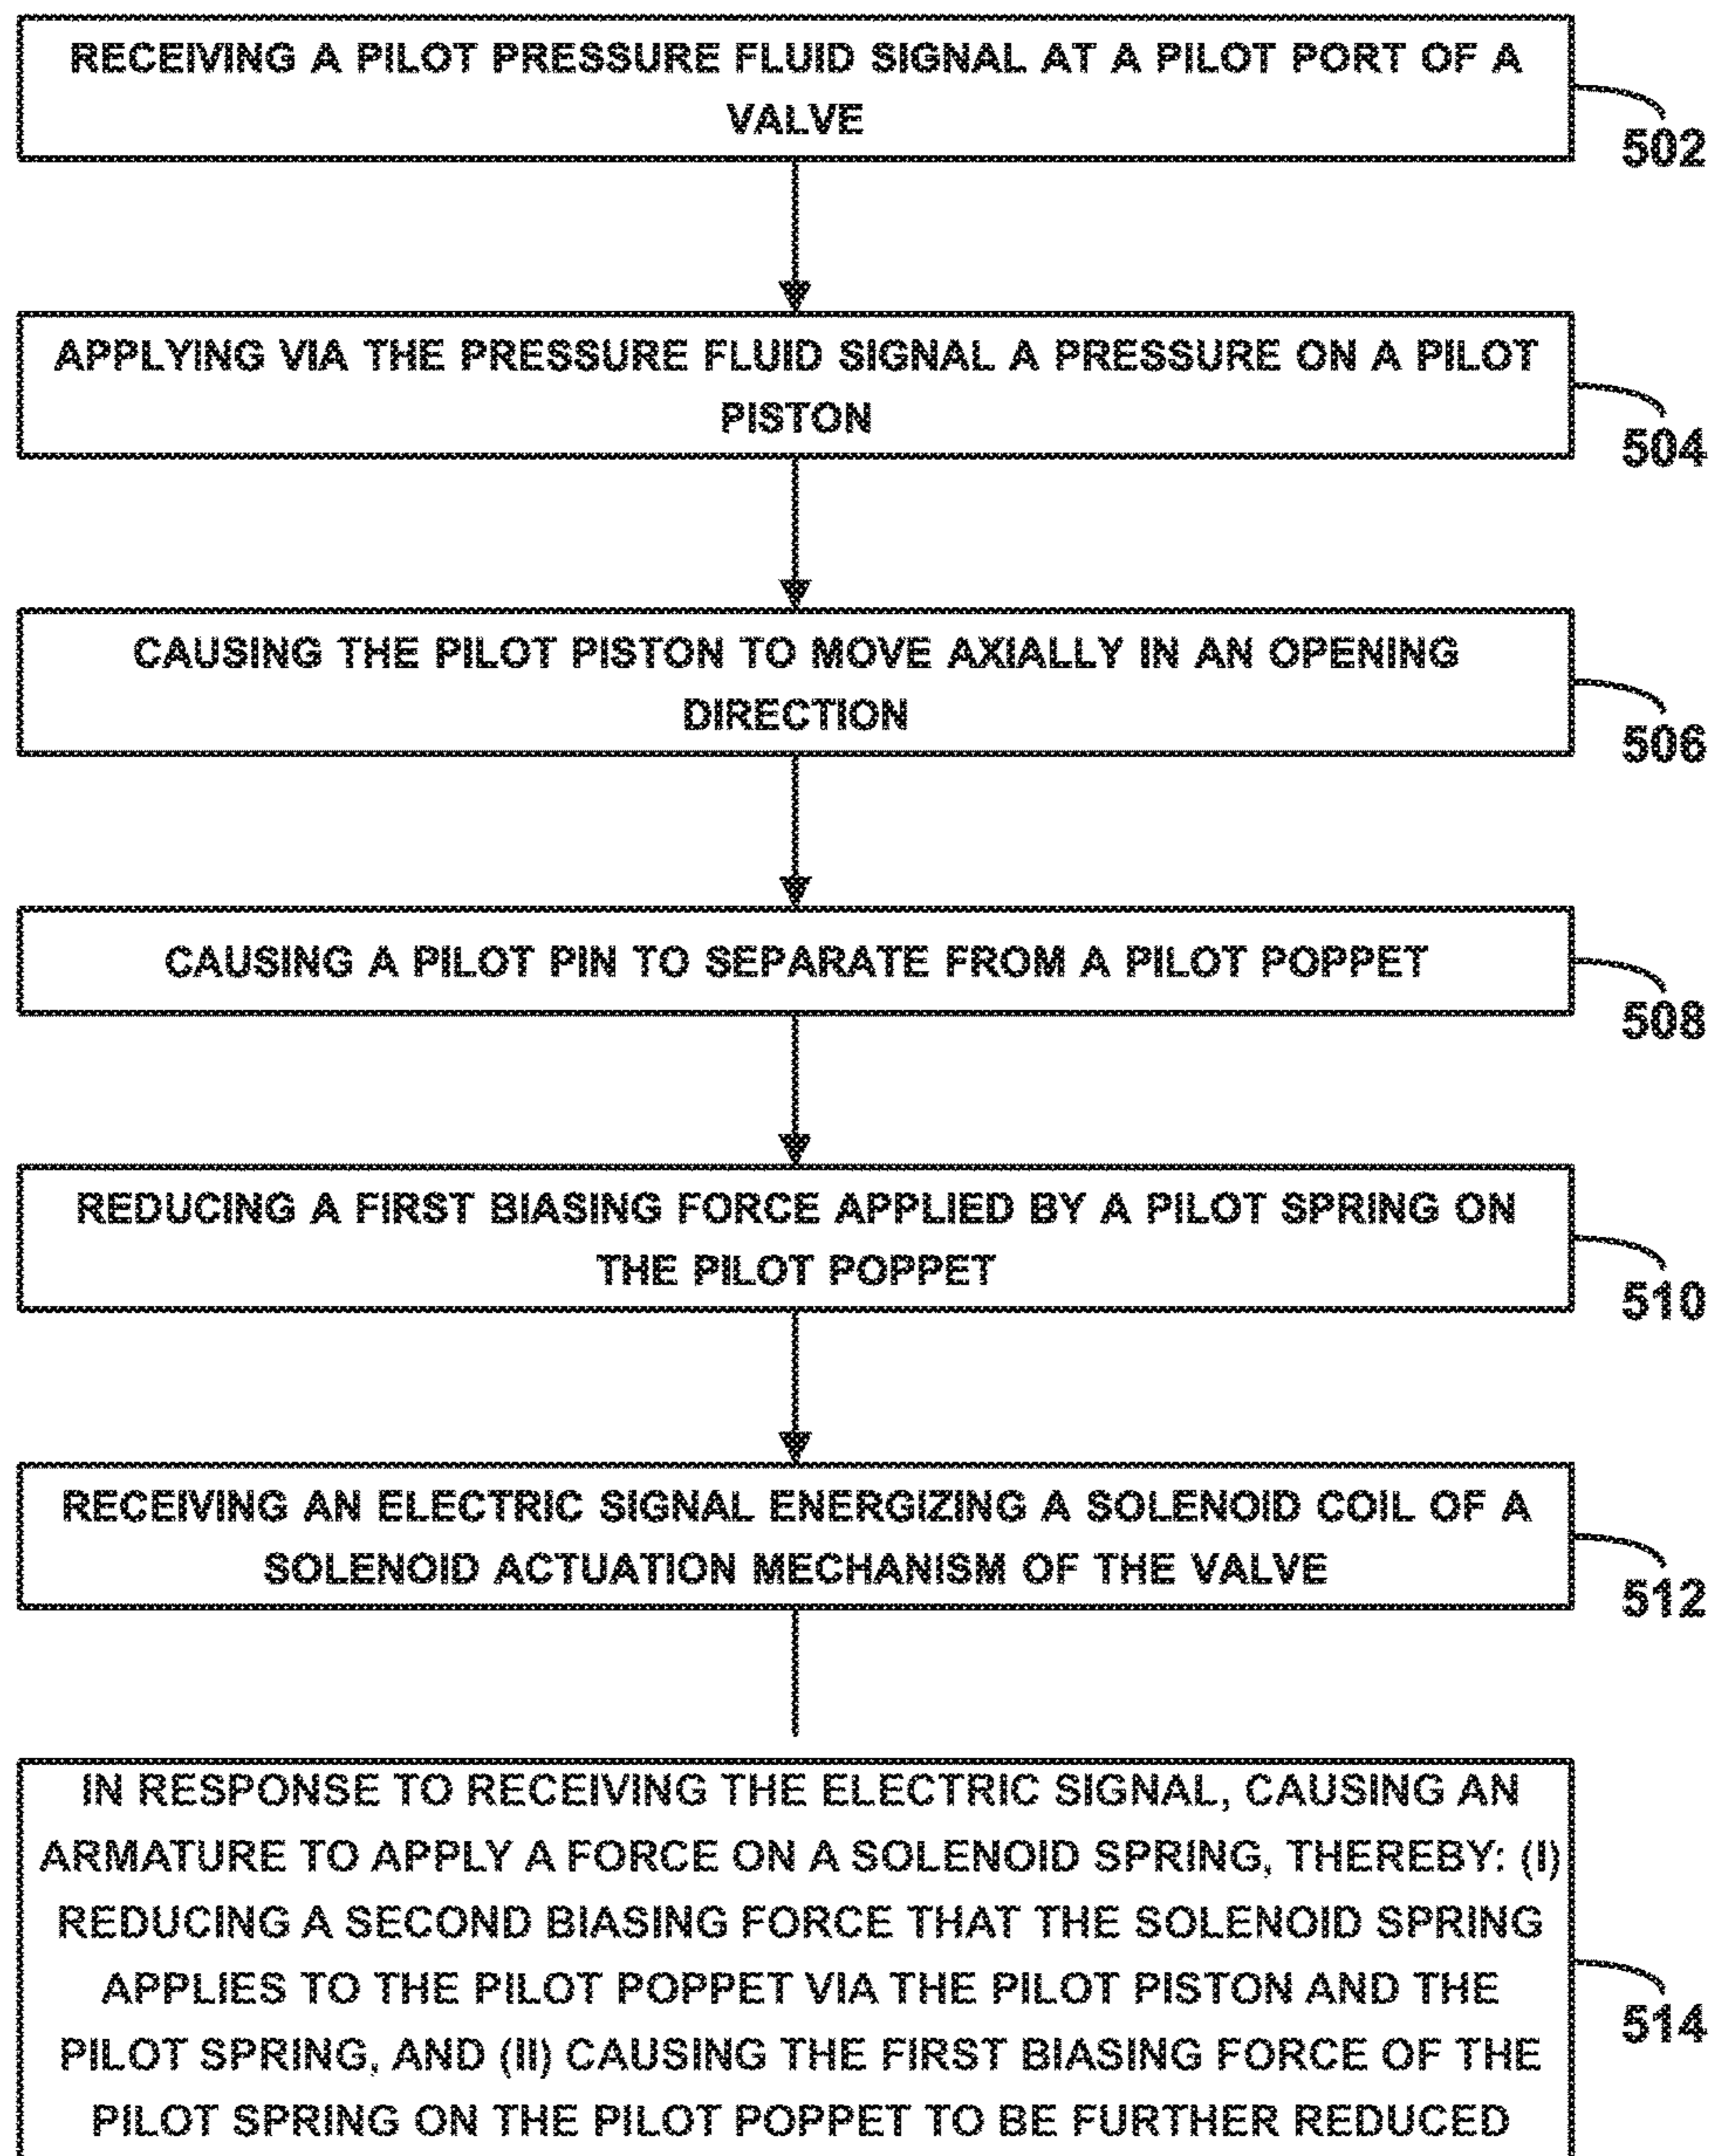 RECEIVING A PILOT PRESSURE FLUID SIGNAL AT A PILOT PORT OF A
VALVE
502
APPLYING VIA THE PRESSURE FLUID SIGNAL A PRESSURE ON A PILOT
PISTON
504
CAUSING THE PILOT PISTON TO MOVE AXIALLY IN AN OPENING
DIRECTION
506
CAUSING A PILOT PIN TO SEPARATE FROM A PILOT POPPET
508
REDUCING A FIRST BIASING FORCE APPLIED BY A PILOT SPRING ON
THE PILOT POPPET
510
RECEIVING AN ELECTRIC SIGNAL ENERGIZING A SOLENOID COIL OF A
SOLENOID ACTUATION MECHANISM OF THE VALVE
512
IN RESPONSE TO RECEIVING THE ELECTRIC SIGNAL, CAUSING AN
ARMATURE TO APPLY A FORCE ON A SOLENOID SPRING, THEREBY: (I)
REDUCING A SECOND BIASING FORCE THAT THE SOLENOID SPRING
APPLIES TO THE PILOT POPPET VIA THE PILOT PISTON AND THE
PILOT SPRING, AND (II) CAUSING THE FIRST BIASING FORCE OF THE
PILOT SPRING ON THE PILOT POPPET TO BE FURTHER REDUCED
514